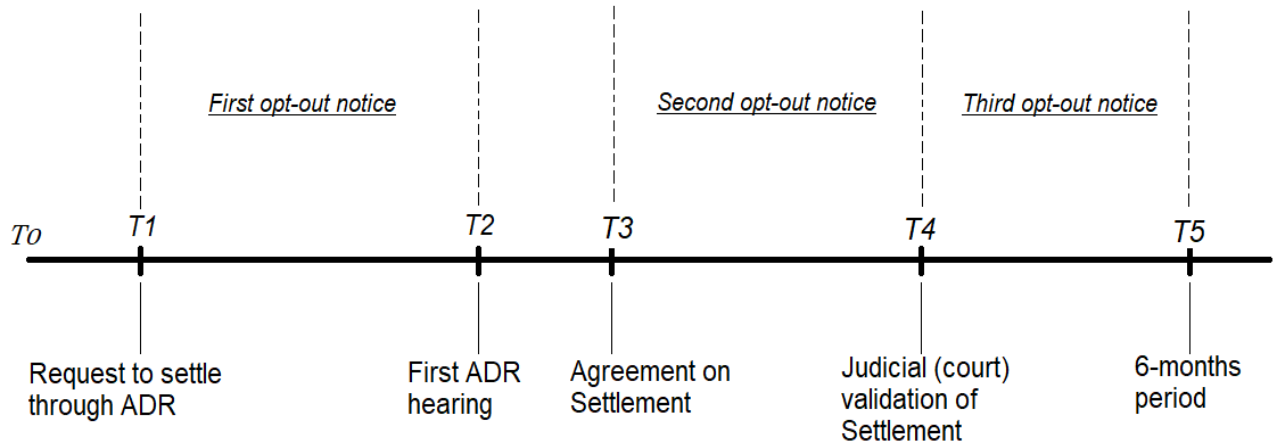 First opt-out notice
Second opt-out notice
Third opt-out notice
To
T1
T2
T3
T4
T5
Request to settle
through ADR
First ADR
hearing
Agreement on
Settlement
Judicial (court)
validation of
Settlement
6-months
period